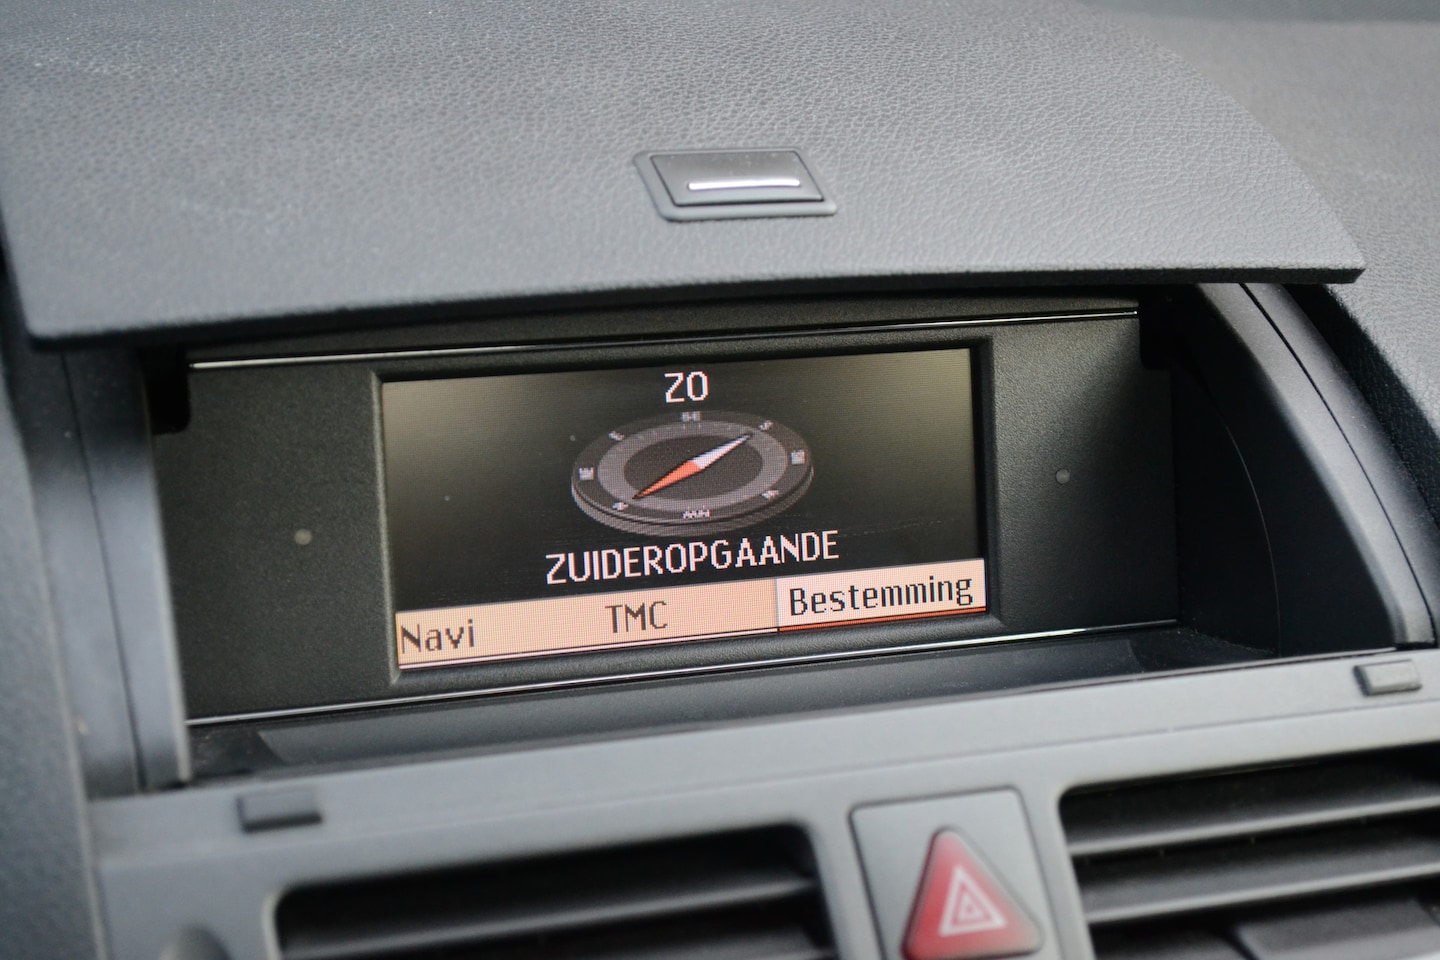 ZO
ZUIDEROPGAANDE
Navi TMC Bestemming